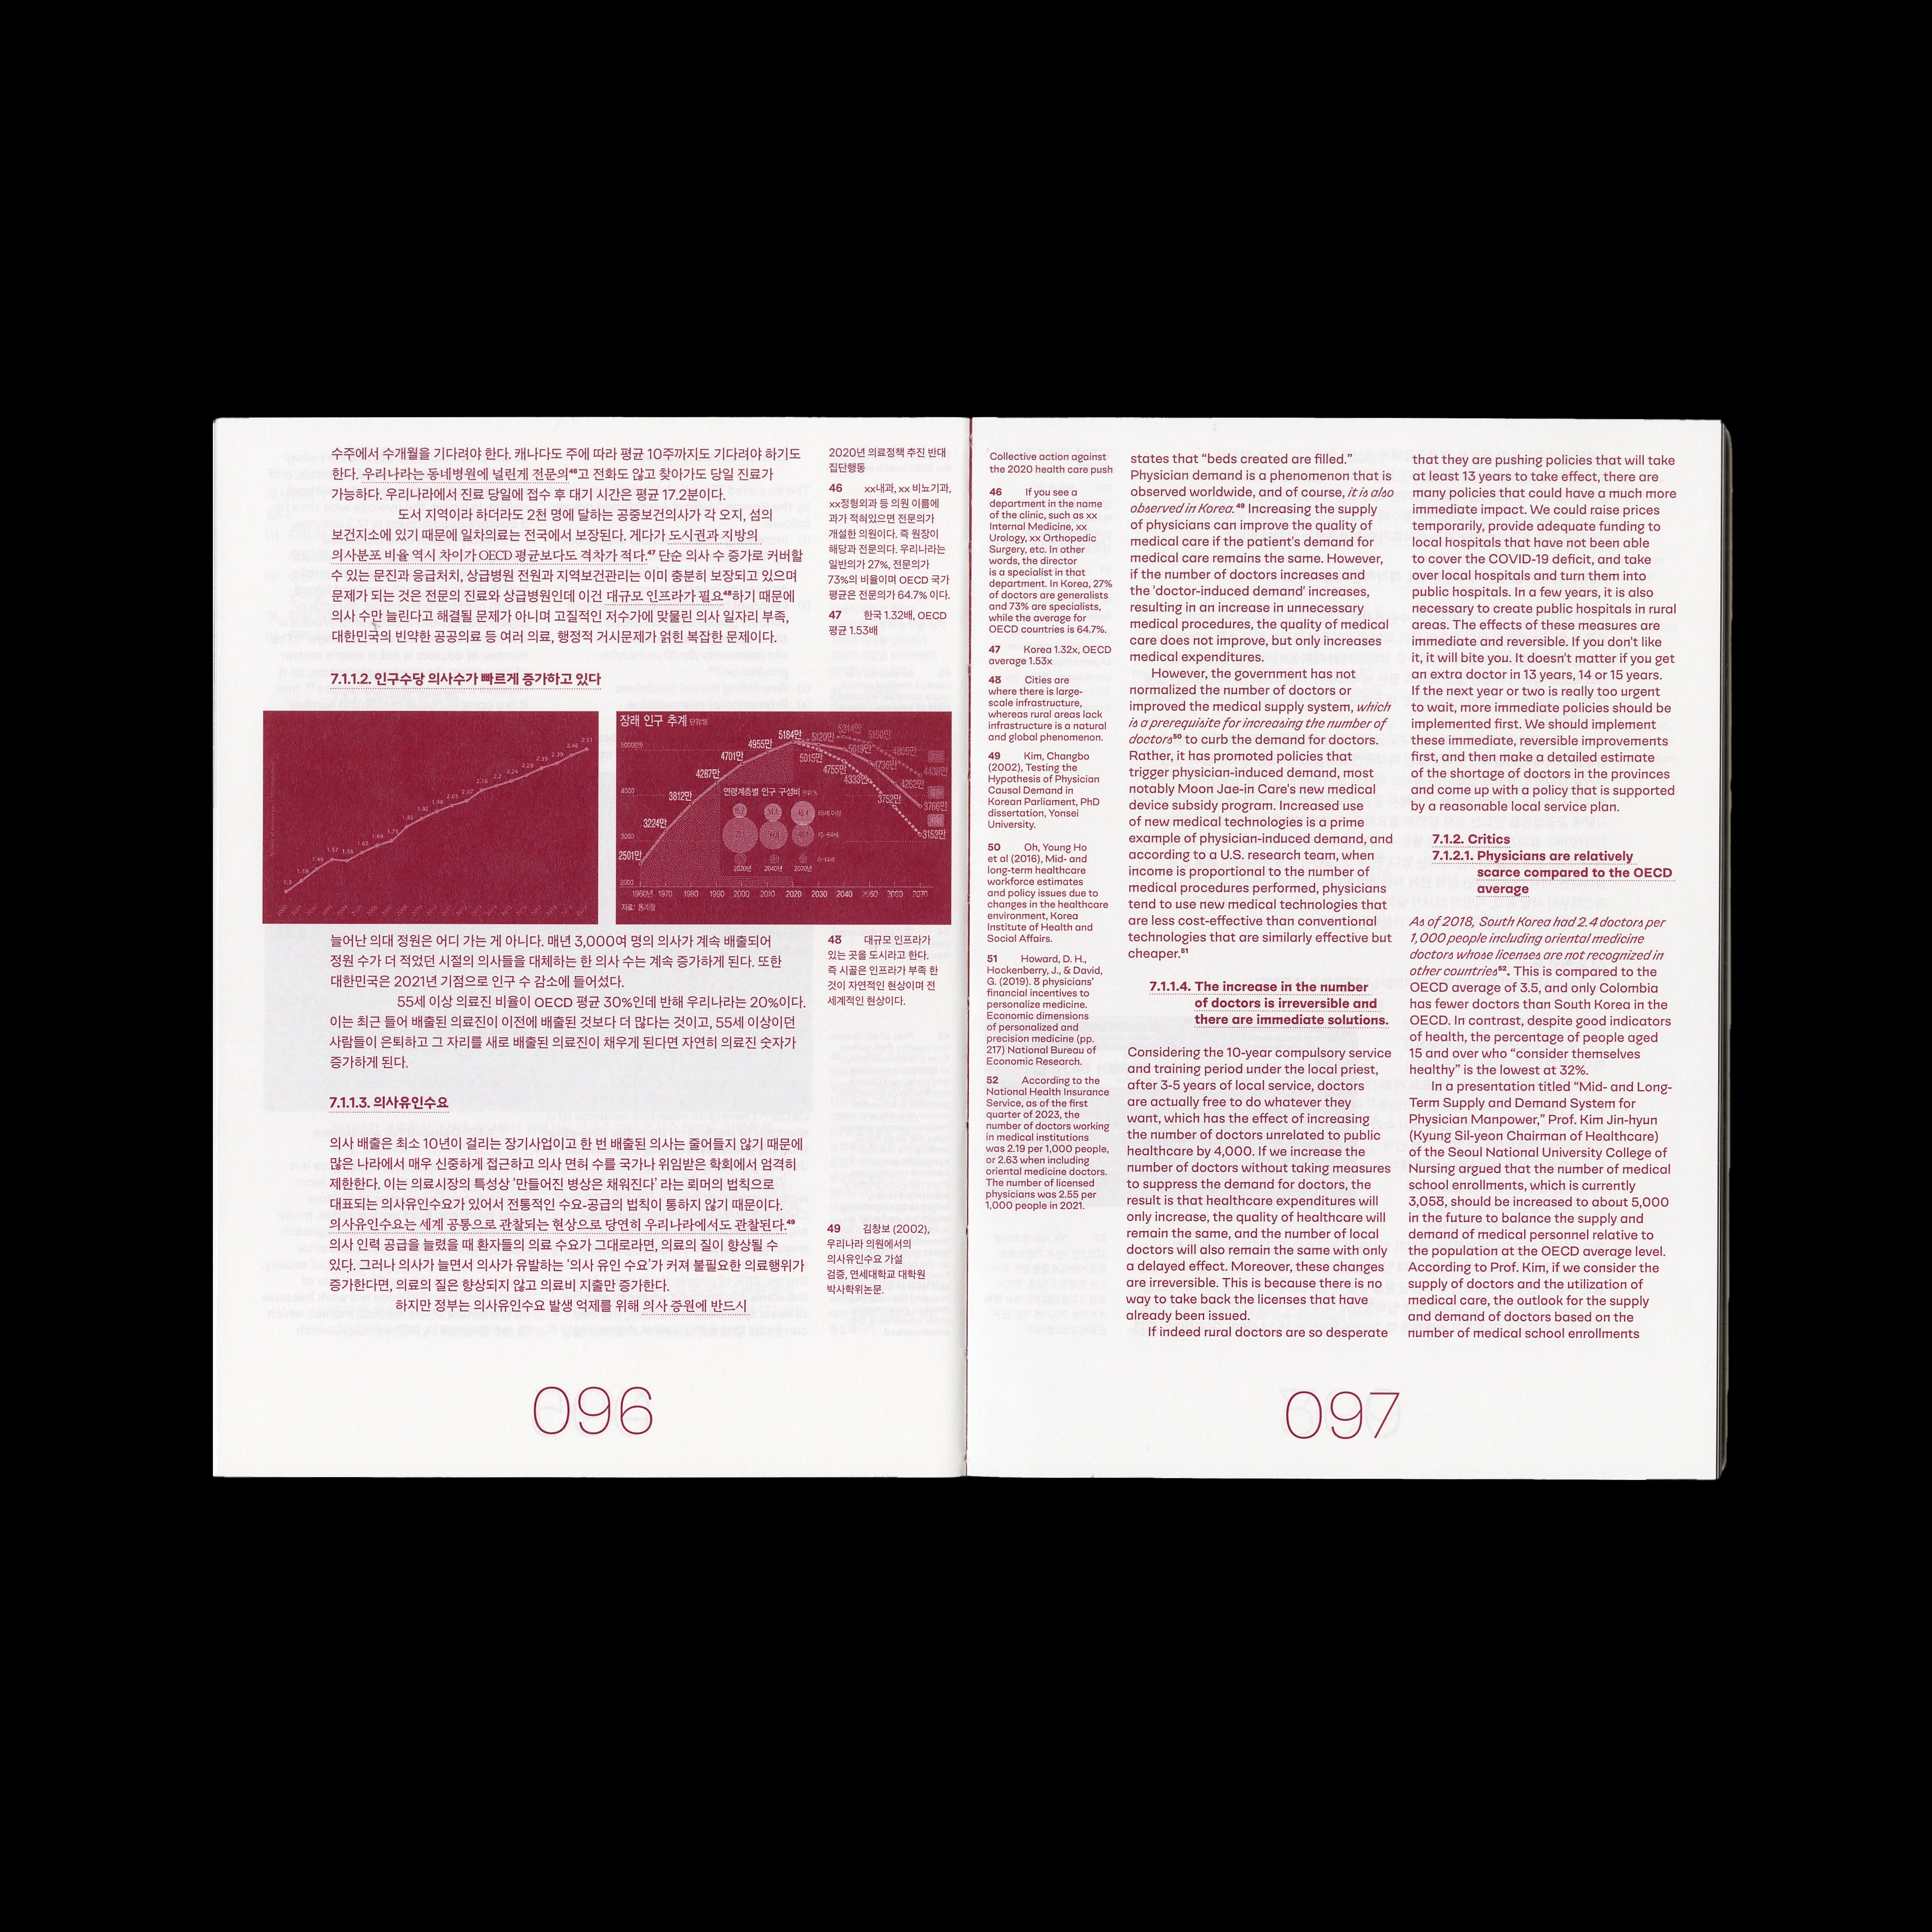 수주에서 수개월을 기다려야 한다. 캐나다도 주에 따라 평균 10주까지도 기다려야 하기도
한다. 우리나라는 동네병원에 널린게 전문의46고 전화도 않고 찾아가도 당일 진료가
가능하다. 우리나라에서 진료 당일에 접수 후 대기 시간은 평균 17.2분이다.
도서 지역이라 하더라도 2천 명에 달하는 공중보건의사가 각 오지, 섬의
보건지소에 있기 때문에 일차의료는 전국에서 보장된다. 게다가 도시권과 지방의
의사분포 비율 역시 차이가 OECD 평균보다도 격차가 적다.47 단순 의사 수 증가로 커버할
수 있는 문진과 응급처치, 상급병원 전원과 지역보건관리는 이미 충분히 보장되고 있으며
문제가 되는 것은 전문의 진료와 상급병원인데 이건 대규모 인프라가 필요48하기 때문에
의사 수만 늘린다고 해결될 문제가 아니며 고질적인 저수가에 맞물린 의사 일자리 부족,
대한민국의 빈약한 공공의료 등 여러 의료, 행정적 거시문제가 얽힌 복잡한 문제이다.
7.1.1.2. 인구수당 의사수가 빠르게 증가하고 있다
1.3
1.39
1.49
1.57
1.56
1.63
1.69
1.73
1.85
1.92
1.98
2.03
2.07
2.16
2.2
2.24
2.29
2.35
2.39
2.46
2.51
장래 인구 추계 단위:명
5000(만)
4000
3000
2000
2501만
3224만
3812만
4287만
4701만
4955만
5184만
5120만
5015만
4755만
4333만
3752만
3153만
5019만
4736만
4262만
3766만
5150만
4438만
연령계층별 인구 구성비 단위:%
65세 이상
15~64세
0~14세
2020년 2040년 2070년
1960년 1970 1980 1990 2000 2010 2020 2030 2040 2050 2060 2070
자료: 통계청
늘어난 의대 정원은 어디 가는 게 아니다. 매년 3,000여 명의 의사가 계속 배출되어
정원 수가 더 적었던 시절의 의사들을 대체하는 한 의사 수는 계속 증가하게 된다. 또한
대한민국은 2021년 기점으로 인구 수 감소에 들어섰다.
55세 이상 의료진 비율이 OECD 평균 30%인데 반해 우리나라는 20%이다.
이는 최근 들어 배출된 의료진이 이전에 배출된 것보다 더 많다는 것이고, 55세 이상이던
사람들이 은퇴하고 그 자리를 새로 배출된 의료진이 채우게 된다면 자연히 의료진 숫자가
증가하게 된다.
7.1.1.3. 의사유인수요
의사 배출은 최소 10년이 걸리는 장기사업이고 한 번 배출된 의사는 줄어들지 않기 때문에
많은 나라에서 매우 신중하게 접근하고 의사 면허 수를 국가나 위임받은 학회에서 엄격히
제한한다. 이는 의료시장의 특성상 ‘만들어진 병상은 채워진다’ 라는 뢰머의 법칙으로
대표되는 의사유인수요가 있어서 전통적인 수요-공급의 법칙이 통하지 않기 때문이다.
의사유인수요는 세계 공통으로 관찰되는 현상으로 당연히 우리나라에서도 관찰된다.49
의사 인력 공급을 늘렸을 때 환자들의 의료 수요가 그대로라면, 의료의 질이 향상될 수
있다. 그러나 의사가 늘면서 의사가 유발하는 ‘의사 유인 수요’가 커져 불필요한 의료행위가
증가한다면, 의료의 질은 향상되지 않고 의료비 지출만 증가한다.
하지만 정부는 의사유인수요 발생 억제를 위해 의사 증원에 반드시
2020년 의료정책 추진 반대
집단행동
46 xx내과, xx 비뇨기과,
xx정형외과 등 의원 이름에
과가 적혀있으면 전문의가
개설한 의원이다. 즉 원장이
해당과 전문의다. 우리나라는
일반의가 27%, 전문의가
73%의 비율이며 OECD 국가
평균은 전문의가 64.7% 이다.
47 한국 1.32배, OECD
평균 1.53배
48 대규모 인프라가
있는 곳을 도시라고 한다.
즉 시골은 인프라가 부족 한
것이 자연적인 현상이며 전
세계적인 현상이다.
49 김창보 (2002),
우리나라 의원에서의
의사유인수요 가설
검증, 연세대학교 대학원
박사학위논문.
096
Collective action against
the 2020 health care push
46 If you see a
department in the name
of the clinic, such as xx
Internal Medicine, xx
Urology, xx Orthopedic
Surgery, etc. In other
words, the director
is a specialist in that
department. In Korea, 27%
of doctors are generalists
and 73% are specialists,
while the average for
OECD countries is 64.7%.
47 Korea 1.32x, OECD
average 1.53x
48 Cities are
where there is large-
scale infrastructure,
whereas rural areas lack
infrastructure is a natural
and global phenomenon.
49 Kim, Changbo
(2002), Testing the
Hypothesis of Physician
Causal Demand in
Korean Parliament, PhD
dissertation, Yonsei
University.
50 Oh, Young Ho
et al (2016), Mid- and
long-term healthcare
workforce estimates
and policy issues due to
changes in the healthcare
environment, Korea
Institute of Health and
Social Affairs.
51 Howard, D. H.,
Hockenberry, J., & David,
G. (2019). 8 physicians’
financial incentives to
personalize medicine.
Economic dimensions
of personalized and
precision medicine (pp.
217) National Bureau of
Economic Research.
52 According to the
National Health Insurance
Service, as of the first
quarter of 2023, the
number of doctors working
in medical institutions
was 2.19 per 1,000 people,
or 2.63 when including
oriental medicine doctors.
The number of licensed
physicians was 2.55 per
1,000 people in 2021.
states that “beds created are filled.”
Physician demand is a phenomenon that is
observed worldwide, and of course, it is also
observed in Korea.49 Increasing the supply
of physicians can improve the quality of
medical care if the patient's demand for
medical care remains the same. However,
if the number of doctors increases and
the 'doctor-induced demand' increases,
resulting in an increase in unnecessary
medical procedures, the quality of medical
care does not improve, but only increases
medical expenditures.
However, the government has not
normalized the number of doctors or
improved the medical supply system, which
is a prerequisite for increasing the number of
doctors50 to curb the demand for doctors.
Rather, it has promoted policies that
trigger physician-induced demand, most
notably Moon Jae-in Care's new medical
device subsidy program. Increased use
of new medical technologies is a prime
example of physician-induced demand, and
according to a U.S. research team, when
income is proportional to the number of
medical procedures performed, physicians
tend to use new medical technologies that
are less cost-effective than conventional
technologies that are similarly effective but
cheaper.51
7.1.1.4. The increase in the number
of doctors is irreversible and
there are immediate solutions.
Considering the 10-year compulsory service
and training period under the local priest,
after 3-5 years of local service, doctors
are actually free to do whatever they
want, which has the effect of increasing
the number of doctors unrelated to public
healthcare by 4,000. If we increase the
number of doctors without taking measures
to suppress the demand for doctors, the
result is that healthcare expenditures will
only increase, the quality of healthcare will
remain the same, and the number of local
doctors will also remain the same with only
a delayed effect. Moreover, these changes
are irreversible. This is because there is no
way to take back the licenses that have
already been issued.
If indeed rural doctors are so desperate
that they are pushing policies that will take
at least 13 years to take effect, there are
many policies that could have a much more
immediate impact. We could raise prices
temporarily, provide adequate funding to
local hospitals that have not been able
to cover the COVID-19 deficit, and take
over local hospitals and turn them into
public hospitals. In a few years, it is also
necessary to create public hospitals in rural
areas. The effects of these measures are
immediate and reversible. If you don't like
it, it will bite you. It doesn't matter if you get
an extra doctor in 13 years, 14 or 15 years.
If the next year or two is really too urgent
to wait, more immediate policies should be
implemented first. We should implement
these immediate, reversible improvements
first, and then make a detailed estimate
of the shortage of doctors in the provinces
and come up with a policy that is supported
by a reasonable local service plan.
7.1.2. Critics
7.1.2.1. Physicians are relatively
scarce compared to the OECD
average
As of 2018, South Korea had 2.4 doctors per
1,000 people including oriental medicine
doctors whose licenses are not recognized in
other countries52. This is compared to the
OECD average of 3.5, and only Colombia
has fewer doctors than South Korea in the
OECD. In contrast, despite good indicators
of health, the percentage of people aged
15 and over who “consider themselves
healthy” is the lowest at 32%.
In a presentation titled “Mid- and Long-
Term Supply and Demand System for
Physician Manpower,” Prof. Kim Jin-hyun
(Kyung Sil-yeon Chairman of Healthcare)
of the Seoul National University College of
Nursing argued that the number of medical
school enrollments, which is currently
3,058, should be increased to about 5,000
in the future to balance the supply and
demand of medical personnel relative to
the population at the OECD average level.
According to Prof. Kim, if we consider the
supply of doctors and the utilization of
medical care, the outlook for the supply
and demand of doctors based on the
number of medical school enrollments
097